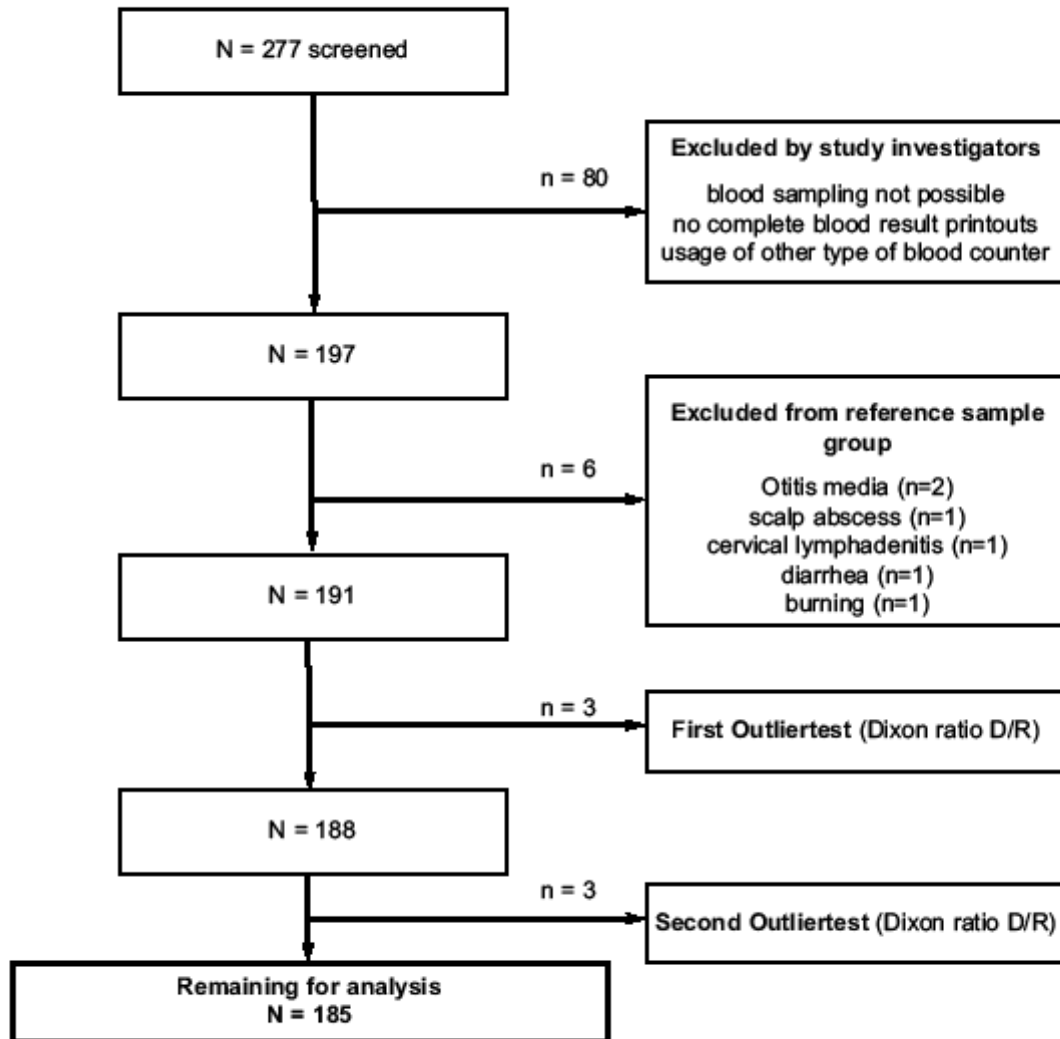 N = 277 screened
n = 80
Excluded by study investigators
blood sampling not possible
no complete blood result printouts
usage of other type of blood counter
N = 197
n = 6
Excluded from reference sample
group
Otitis media (n=2)
scalp abscess (n=1)
cervical lymphadenitis (n=1)
diarrhea (n=1)
burning (n=1)
N = 191
n = 3
First Outliertest (Dixon ratio D/R)
N = 188
n = 3
Second Outliertest (Dixon ratio D/R)
Remaining for analysis
N = 185